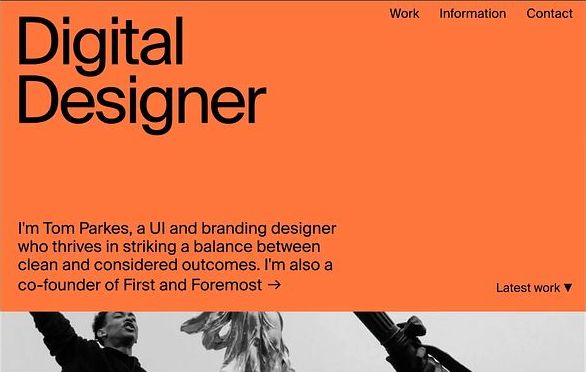 Work Information Contact
Digital
Designer
I'm Tom Parkes, a UI and branding designer
who thrives in striking a balance between
clean and considered outcomes. I'm also a
co-founder of First and Foremost →
Latest work ▼